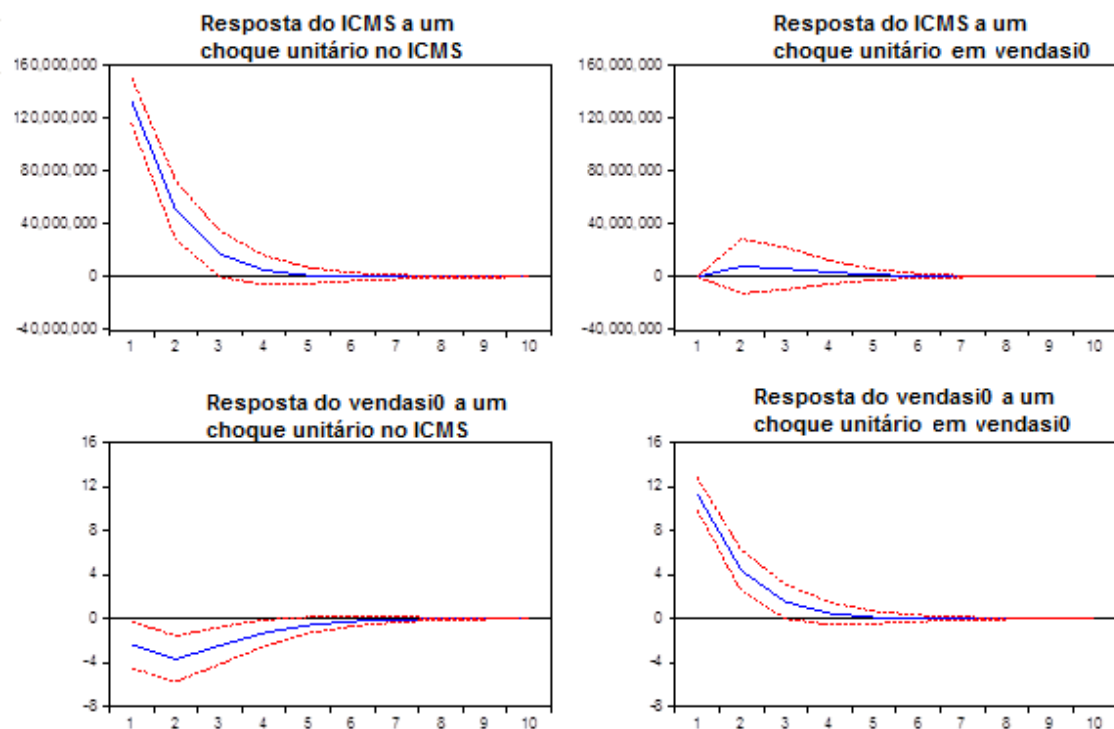 Resposta do ICMS a um
choque unitário no ICMS
160,000,000
120,000,000
80,000,000
40,000,000
0
-40,000,000
1 2 3 4 5 6 7 8 9 10
Resposta do ICMS a um
choque unitário em vendasi0
160,000,000
120,000,000
80,000,000
40,000,000
0
-40,000,000
1 2 3 4 5 6 7 8 9 10
Resposta do vendasi0 a um
choque unitário no ICMS
16
12
8
4
0
-4
-8
1 2 3 4 5 6 7 8 9 10
Resposta do vendasi0 a um
choque unitário em vendasi0
16
12
8
4
0
-4
-8
1 2 3 4 5 6 7 8 9 10